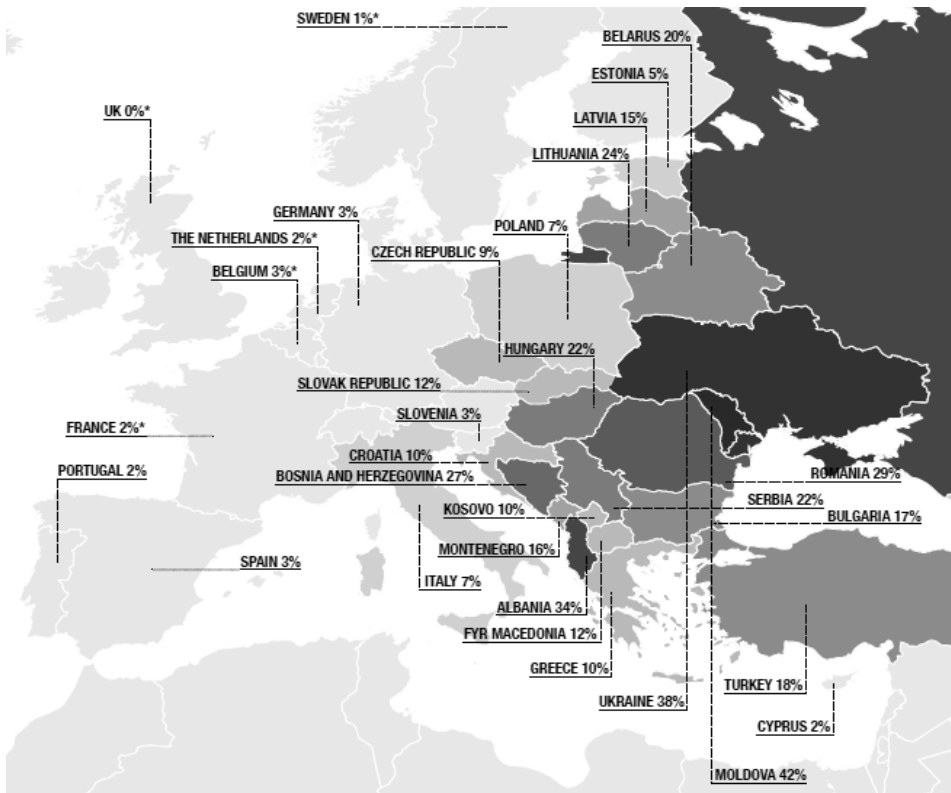 SWEDEN 1%*
BELARUS 20%
ESTONIA 5%
UK 0%*
LATVIA 15%
LITHUANIA 24%
GERMANY 3%
POLAND 7%
THE NETHERLANDS 2%*
CZECH REPUBLIC 9%
BELGIUM 3%*
HUNGARY 22%
SLOVAK REPUBLIC 12%
SLOVENIA 3%
FRANCE 2%*
CROATIA 10%
PORTUGAL 2%
BOSNIA AND HERZEGOVINA 27%
ROMANIA 29%
SERBIA 22%
KOSOVO 10%
BULGARIA 17%
MONTENEGRO 16%
SPAIN 3%
ITALY 7%
ALBANIA 34%
FYR MACEDONIA 12%
GREECE 10%
TURKEY 18%
UKRAINE 38%
CYPRUS 2%
MOLDOVA 42%